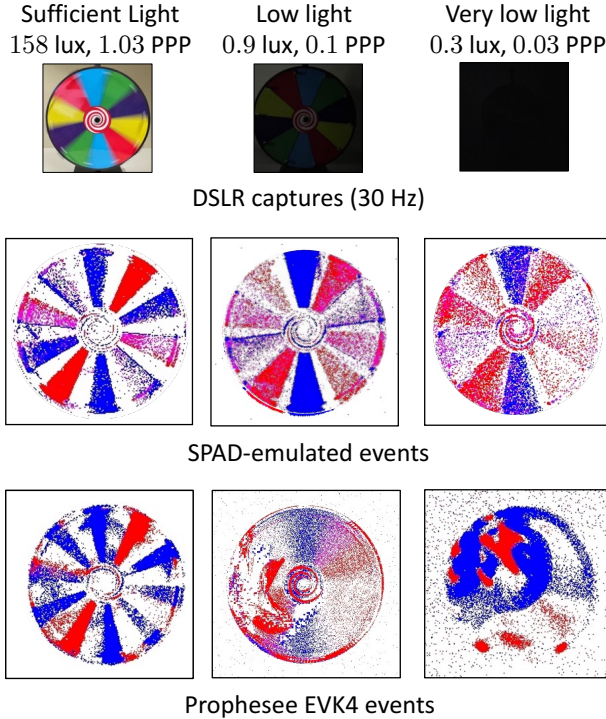 Sufficient Light
158 lux, 1.03 PPP
Low light
0.9 lux, 0.1 PPP
Very low light
0.3 lux, 0.03 PPP
DSLR captures (30 Hz)
SPAD-emulated events
Prophesee EVK4 events